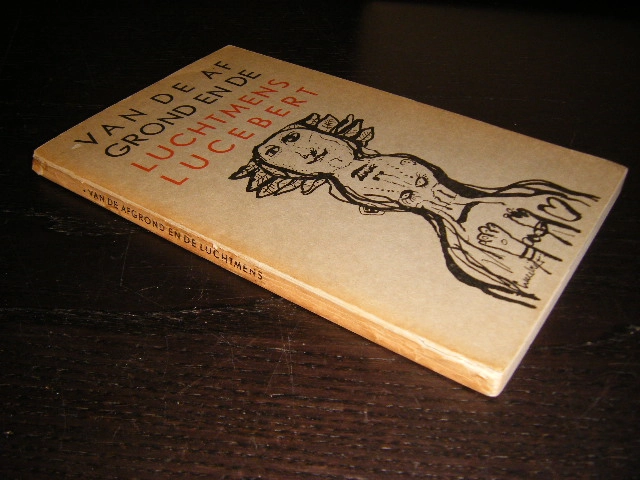 VAN DE AF
GROND EN DE
LUCHTMENS
LUCEBERT
VAN DE AFGROND EN DE LUCHTMENS